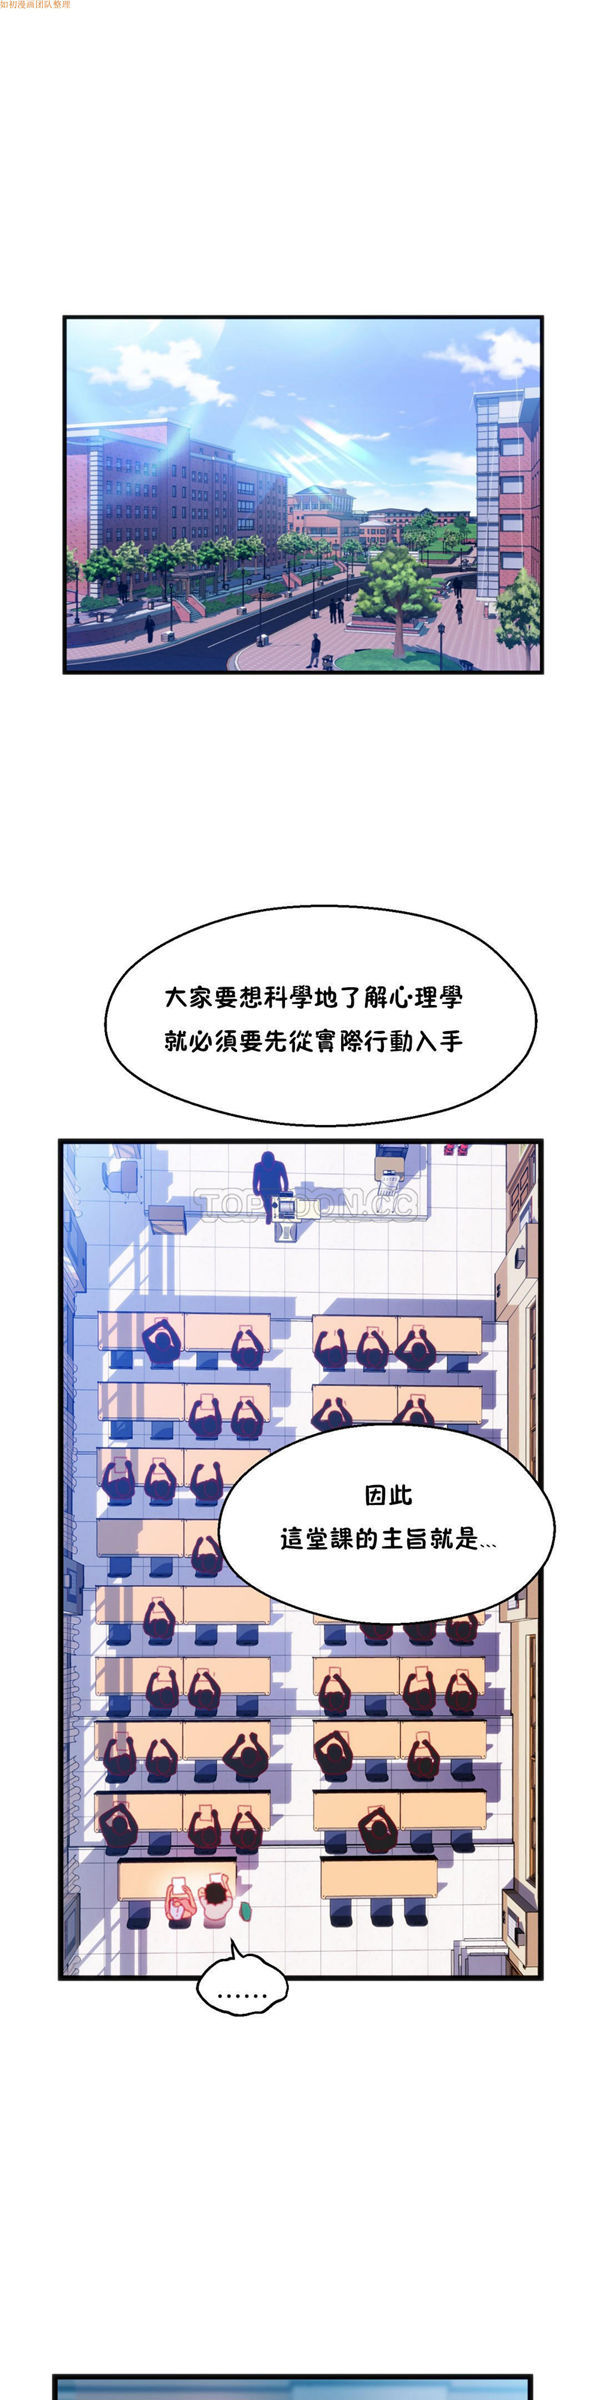 如初漫画团队整理
大家要想科學地了解心理學
就必須要先從實際行動入手
TOPTOON.CC
因此
這堂課的主旨就是...
......